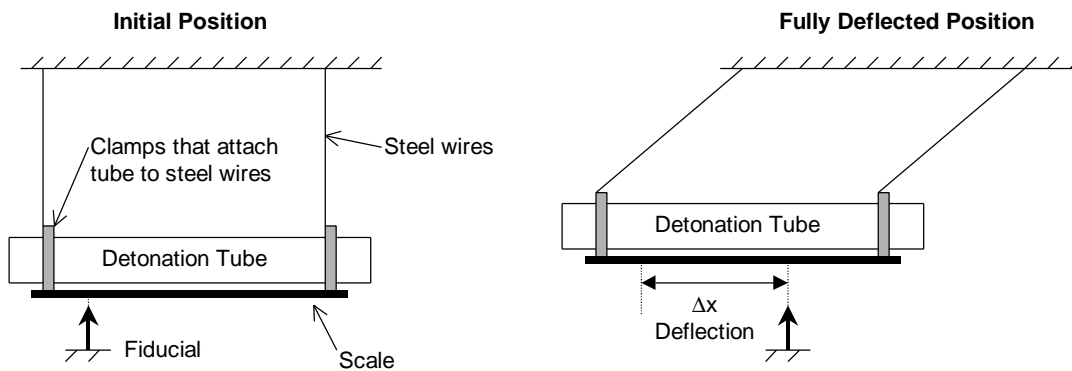 Initial Position
Clamps that attach
tube to steel wires
Steel wires
Detonation Tube
Fiducial
Scale
Fully Deflected Position
Detonation Tube
Δx
Deflection